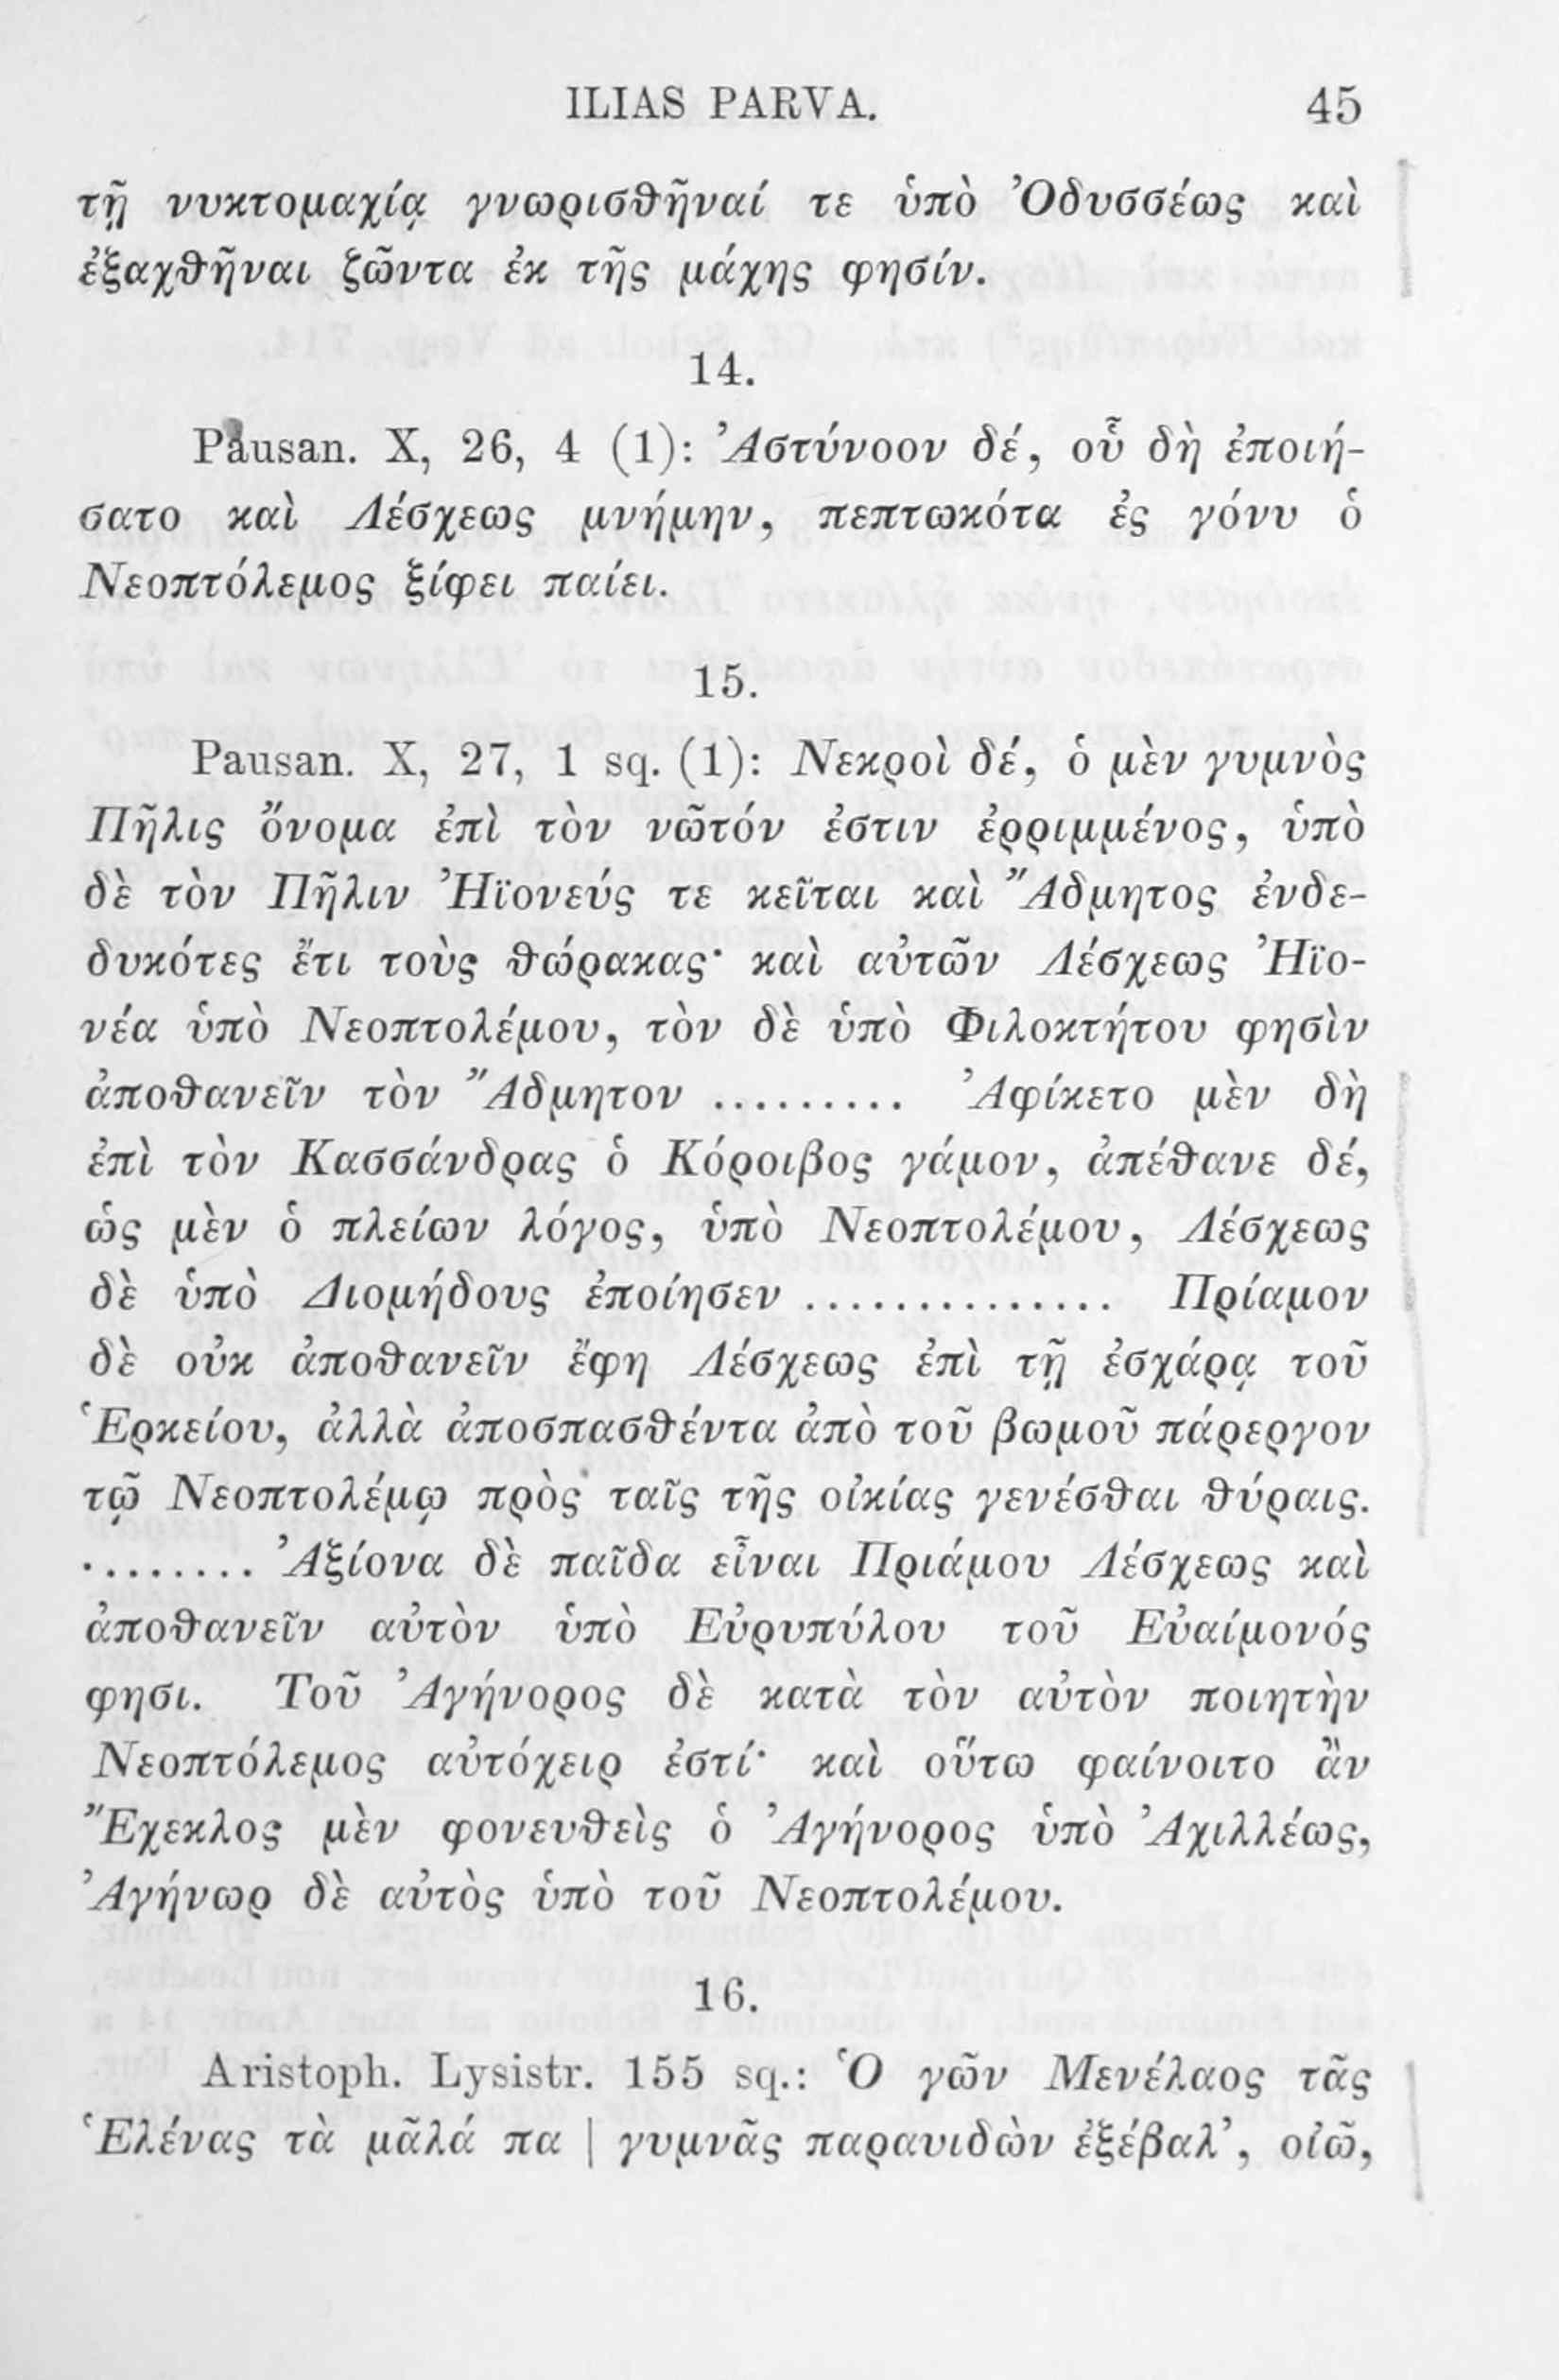 ILIAS PARVA. 45
τῇ νυκτομαχίᾳ γνωρισθῆναί τε ὑπὸ Ὀδυσσέως καὶ
ἐξαχθῆναι ζῶντα ἐκ τῆς μάχης φησίν.
14.
Pausan. X, 26, 4 (1): Ἀστύνοον δέ, οὗ δὴ ἐποιή-
σατο καὶ Λέσχεως μνήμην, πεπτωκότα ἐς γόνυ ὁ
Νεοπτόλεμος ξίφει παίει.
15.
Pausan. X, 27, 1 sq. (1): Νεκροὶ δέ, ὁ μὲν γυμνὸς
Πῆλις ὄνομα ἐπὶ τὸν νῶτόν ἐστιν ἐρριμμένος, ὑπὸ
δὲ τὸν Πῆλιν Ἠϊονεύς τε κεῖται καὶ Ἄδμητος ἐνδε-
δυκότες ἔτι τοὺς θώρακας· καὶ αὐτῶν Λέσχεως Ἠϊο-
νέα ὑπὸ Νεοπτολέμου, τὸν δὲ ὑπὸ Φιλοκτήτου φησὶν
ἀποθανεῖν τὸν Ἄδμητον ......... Ἀφίκετο μὲν δὴ
ἐπὶ τὸν Κασσάνδρας ὁ Κόροιβος γάμον, ἀπέθανε δέ,
ὡς μὲν ὁ πλείων λόγος, ὑπὸ Νεοπτολέμου, Λέσχεως
δὲ ὑπὸ Διομήδους ἐποίησεν .............. Πρίαμον
δὲ οὐκ ἀποθανεῖν ἔφη Λέσχεως ἐπὶ τῇ ἐσχάρᾳ τοῦ
Ἑρκείου, ἀλλὰ ἀποσπασθέντα ἀπὸ τοῦ βωμοῦ πάρεργον
τῷ Νεοπτολέμῳ πρὸς ταῖς τῆς οἰκίας γενέσθαι θύραις.
........ Ἀξίονα δὲ παῖδα εἶναι Πριάμου Λέσχεως καὶ
ἀποθανεῖν αὐτὸν ὑπὸ Εὐρυπύλου τοῦ Εὐαίμονός
φησι. Τοῦ Ἀγήνορος δὲ κατὰ τὸν αὐτὸν ποιητὴν
Νεοπτόλεμος αὐτόχειρ ἐστί· καὶ οὕτω φαίνοιτο ἂν
Ἔχεκλος μὲν φονευθεὶς ὁ Ἀγήνορος ὑπὸ Ἀχιλλέως,
Ἀγήνωρ δὲ αὐτὸς ὑπὸ τοῦ Νεοπτολέμου.
16.
Aristoph. Lysistr. 155 sq.: Ὁ γῶν Μενέλαος τᾶς
Ἑλένας τὰ μᾶλά πα | γυμνᾶς παραυιδὼν ἐξέβαλ’, οἰῶ,